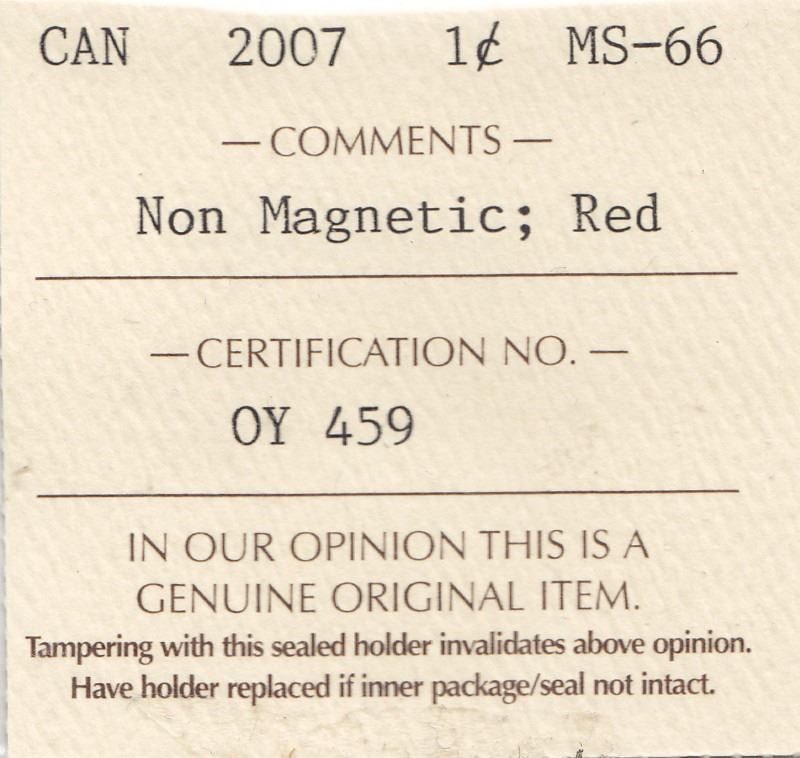 CAN 2007 1¢ MS-66
— COMMENTS —
Non Magnetic; Red
— CERTIFICATION NO. —
OY 459
IN OUR OPINION THIS IS A
GENUINE ORIGINAL ITEM.
Tampering with this sealed holder invalidates above opinion.
Have holder replaced if inner package/seal not intact.